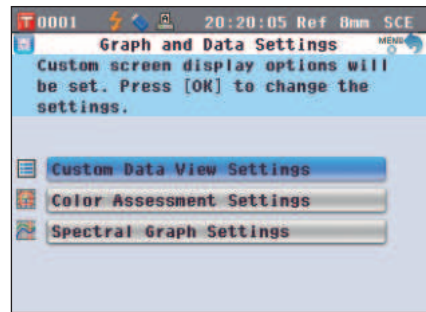 T0001 20:20:05 Ref 8mm SCE
Graph and Data Settings MENU
Custom screen display options will
be set. Press [OK] to change the
settings.
Custom Data View Settings
Color Assessment Settings
Spectral Graph Settings